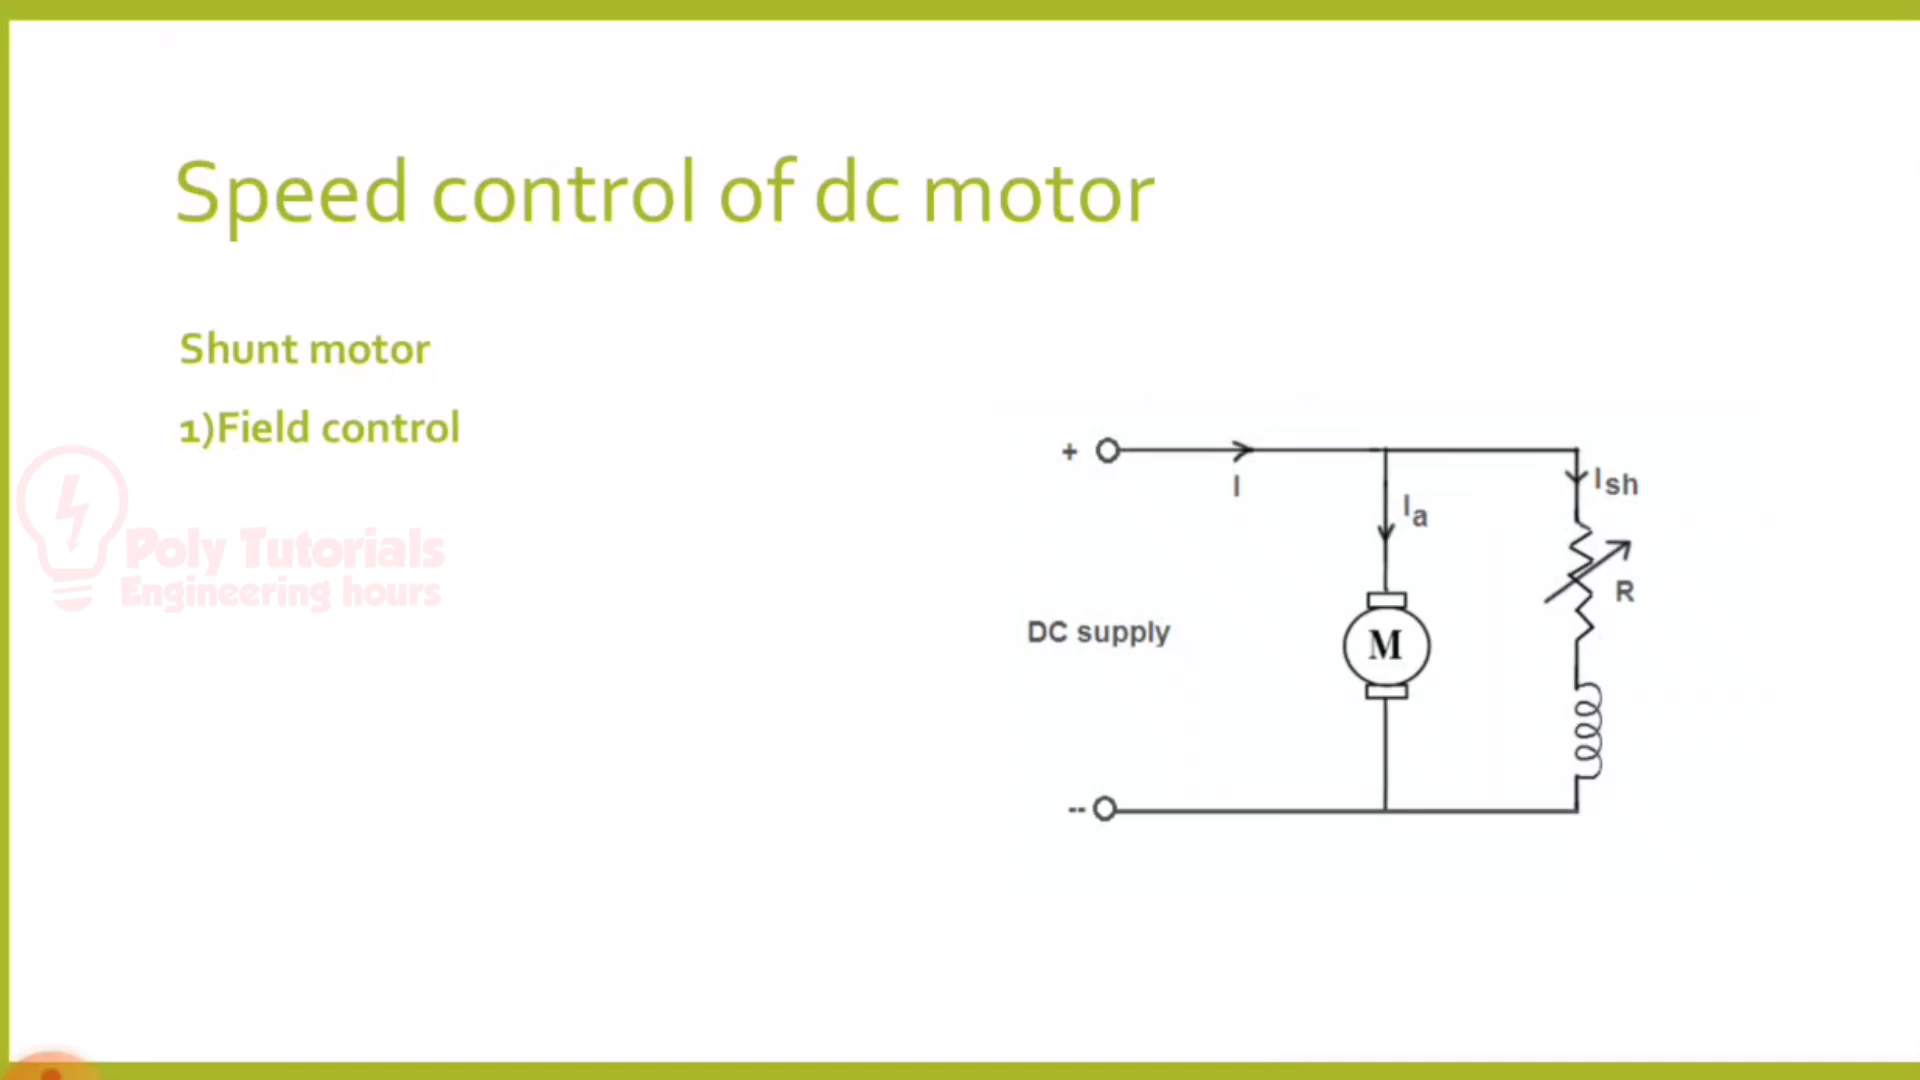 Speed control of dc motor
Shunt motor
1)Field control
Poly Tutorials
Engineering hours
+
I
Ia
Ish
R
DC supply
M
--